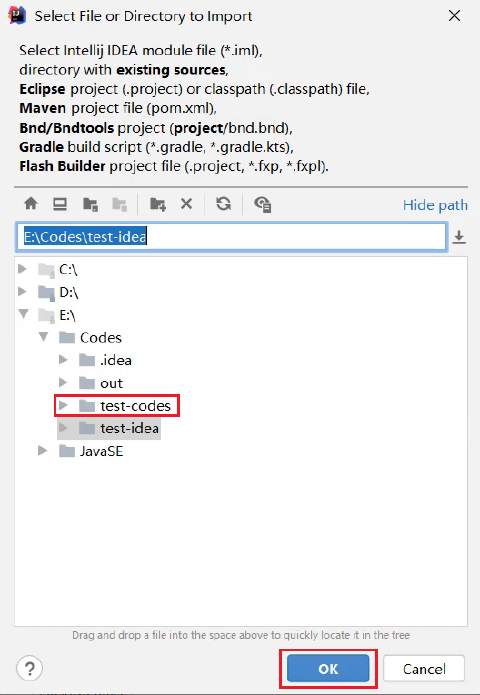 Select File or Directory to Import
Select Intellij IDEA module file (*.iml),
directory with existing sources,
Eclipse project (.project) or classpath (.classpath) file,
Maven project file (pom.xml),
Bnd/Bndtools project (project/bnd.bnd),
Gradle build script (*.gradle, *.gradle.kts),
Flash Builder project file (.project, *.fxp, *.fxpl).
Hide path
E:\Codes\test-idea
C:\
D:\
E:\
Codes
.idea
out
test-codes
test-idea
JavaSE
Drag and drop a file into the space above to quickly locate it in the tree
? OK Cancel